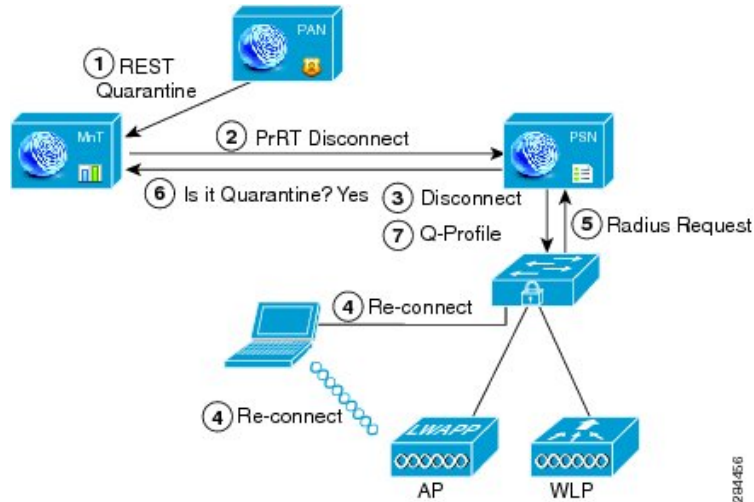 PAN
1 REST
Quarantine
MnT
2 PrRT Disconnect
PSN
6 Is it Quarantine? Yes
3 Disconnect
7 Q-Profile
5 Radius Request
4 Re-connect
4 Re-connect
LWAPP
AP
WLP
284456